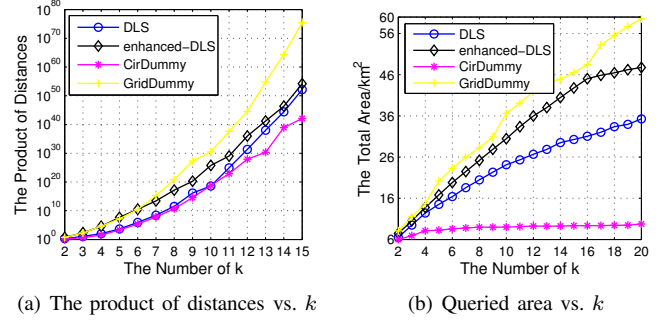 DLS
enhanced−DLS
CirDummy
GridDummy
10^80
10^70
10^60
10^50
10^40
10^30
10^20
10^10
10^0
The Product of Distances
2 3 4 5 6 7 8 9 10 11 12 13 14 15
The Number of k
(a) The product of distances vs. k
DLS
enhanced−DLS
CirDummy
GridDummy
60
56
46
36
26
16
6
The Total Area/km²
2 4 6 8 10 12 14 16 18 20
The Number of k
(b) Queried area vs. k